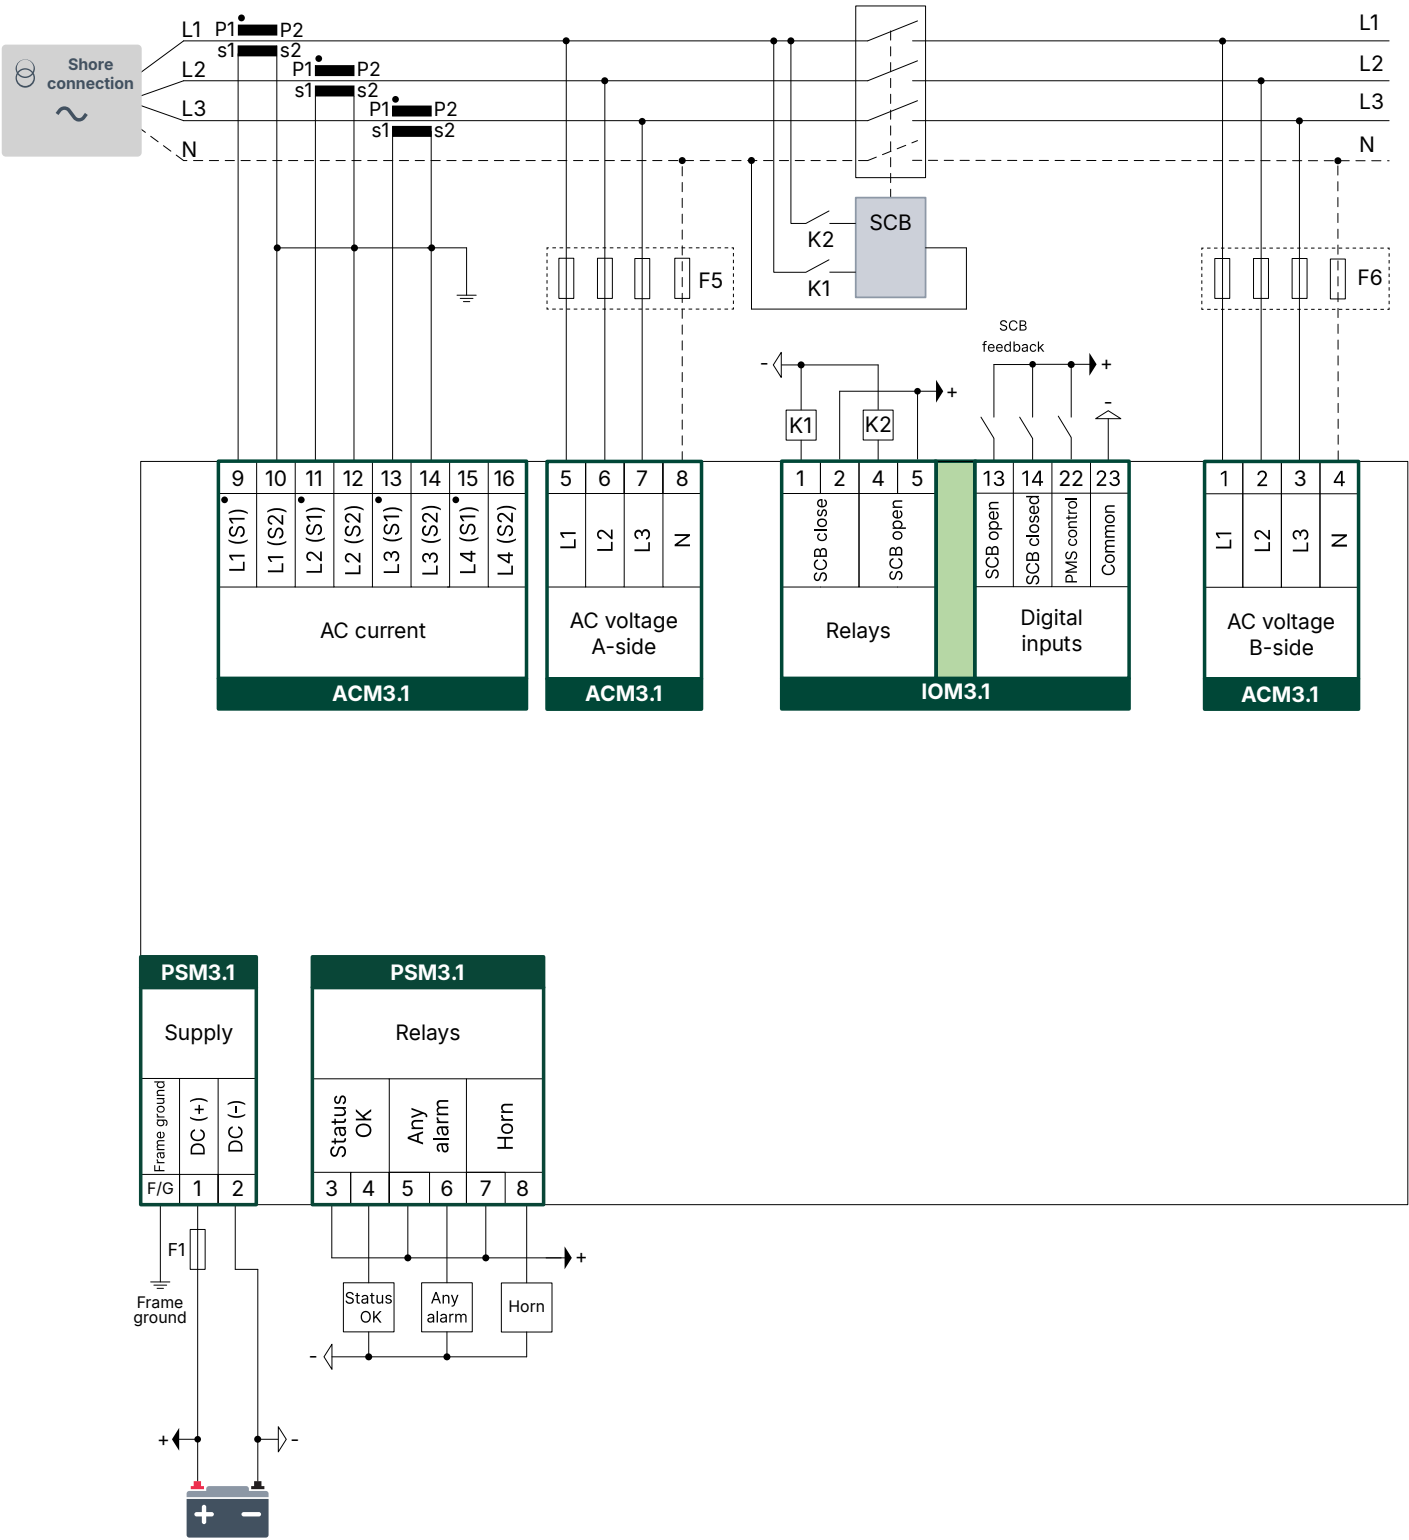 L1 P1 P2 L1
s1 s2
Shore
connection
L2 P1 P2 L2
s1 s2
L3 P1 P2 L3
s1 s2
N N
SCB
K2
K1
F5
F6
SCB
feedback
- +
+
-
K1 K2
9 10 11 12 13 14 15 16
L1 (S1) L1 (S2) L2 (S1) L2 (S2) L3 (S1) L3 (S2) L4 (S1) L4 (S2)
AC current
ACM3.1
5 6 7 8
L1 L2 L3 N
AC voltage
A-side
ACM3.1
1 2 4 5
SCB close SCB open
Relays
13 14 22 23
SCB open SCB closed PMS control Common
Digital
inputs
IOM3.1
1 2 3 4
L1 L2 L3 N
AC voltage
B-side
ACM3.1
PSM3.1
Supply
Frame ground DC (+) DC (-)
F/G 1 2
PSM3.1
Relays
Status
OK
Any
alarm
Horn
3 4 5 6 7 8
F1
Frame
ground
+
Status
OK
Any
alarm
Horn
-
+ -
+ −